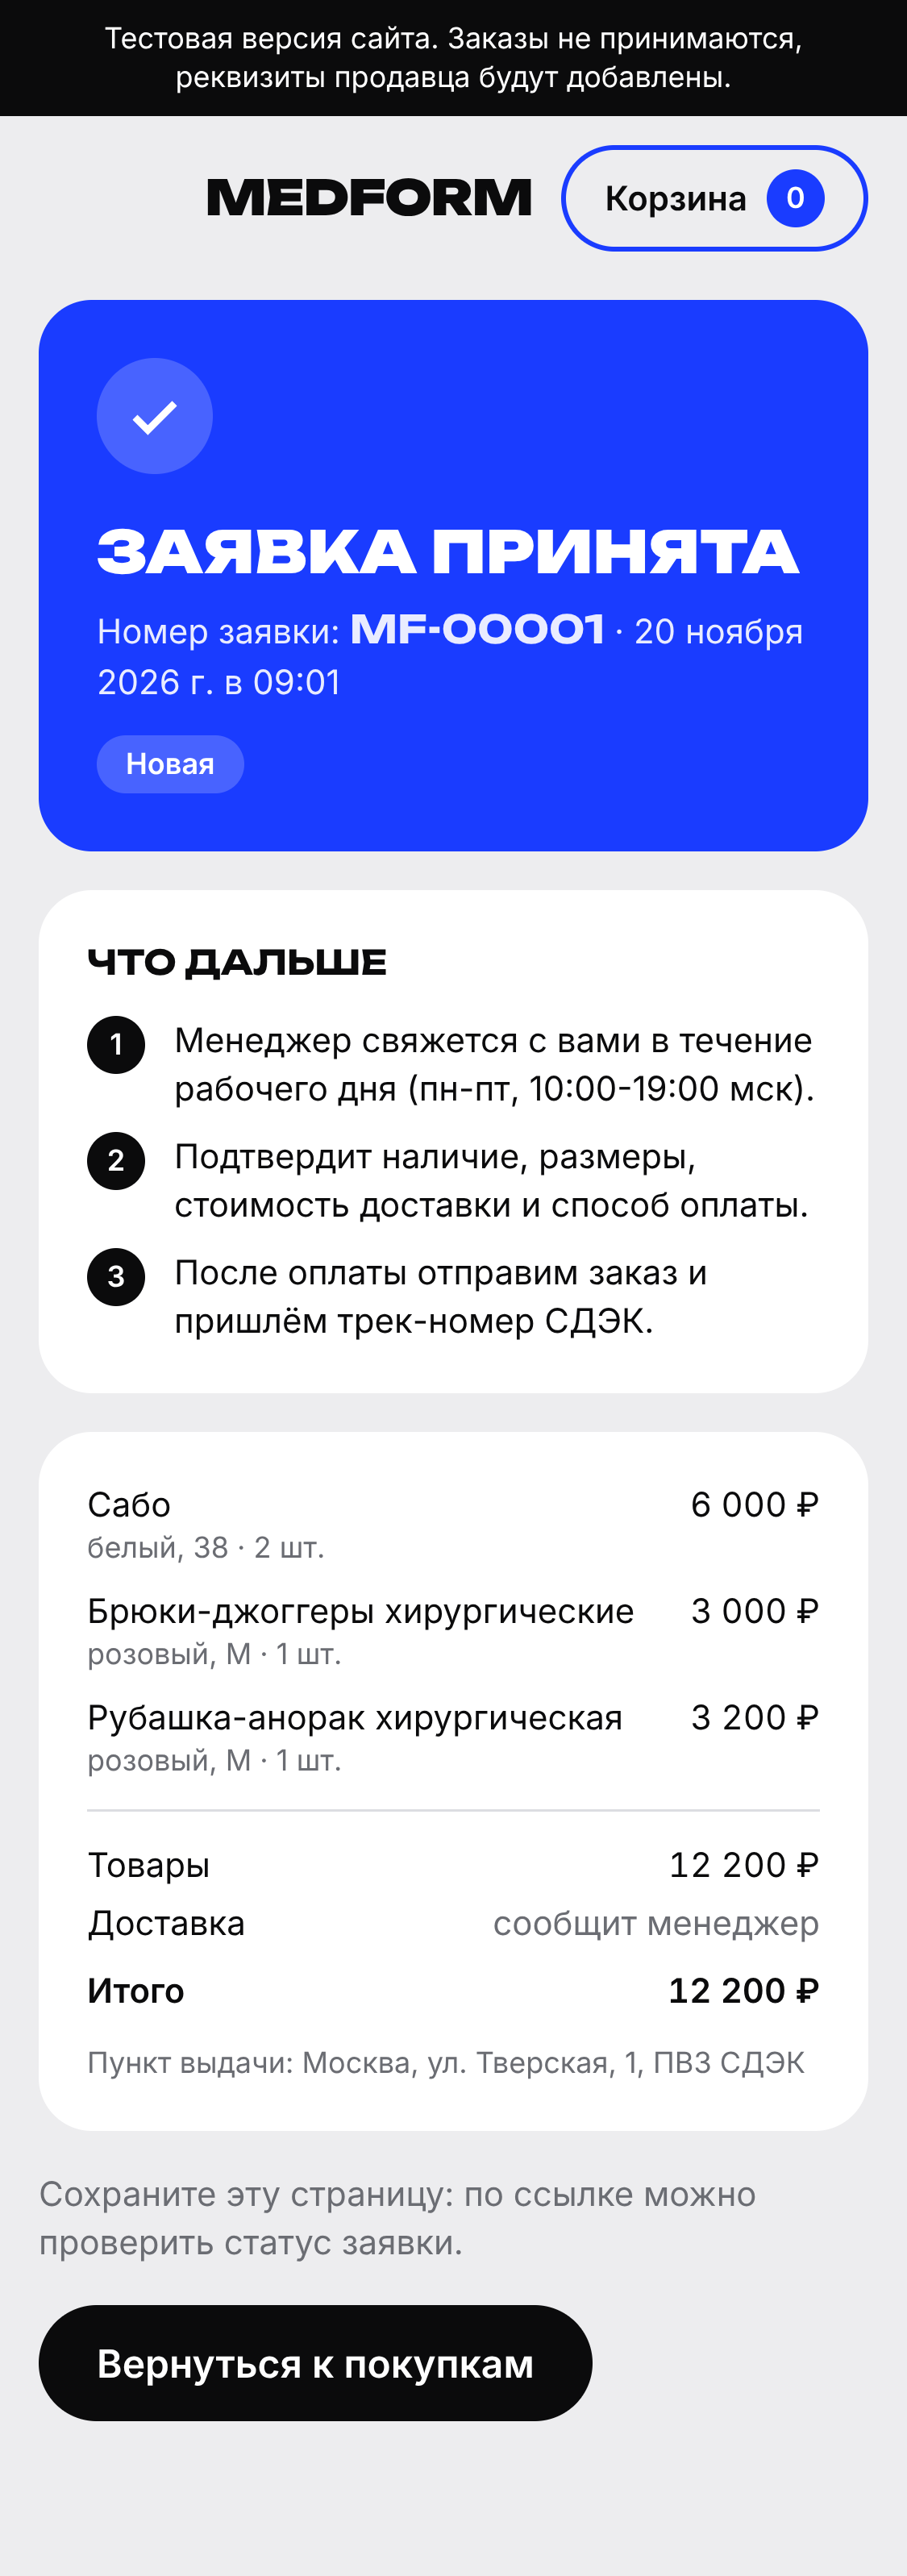 Тестовая версия сайта. Заказы не принимаются,
реквизиты продавца будут добавлены.
MEDFORM
Корзина 0
ЗАЯВКА ПРИНЯТА
Номер заявки: MF-00001 · 20 ноября
2026 г. в 09:01
Новая
ЧТО ДАЛЬШЕ
1 Менеджер свяжется с вами в течение
рабочего дня (пн-пт, 10:00-19:00 мск).
2 Подтвердит наличие, размеры,
стоимость доставки и способ оплаты.
3 После оплаты отправим заказ и
пришлём трек-номер СДЭК.
Сабо 6 000 ₽
белый, 38 · 2 шт.
Брюки-джоггеры хирургические 3 000 ₽
розовый, M · 1 шт.
Рубашка-анорак хирургическая 3 200 ₽
розовый, M · 1 шт.
Товары 12 200 ₽
Доставка сообщит менеджер
Итого 12 200 ₽
Пункт выдачи: Москва, ул. Тверская, 1, ПВЗ СДЭК
Сохраните эту страницу: по ссылке можно
проверить статус заявки.
Вернуться к покупкам